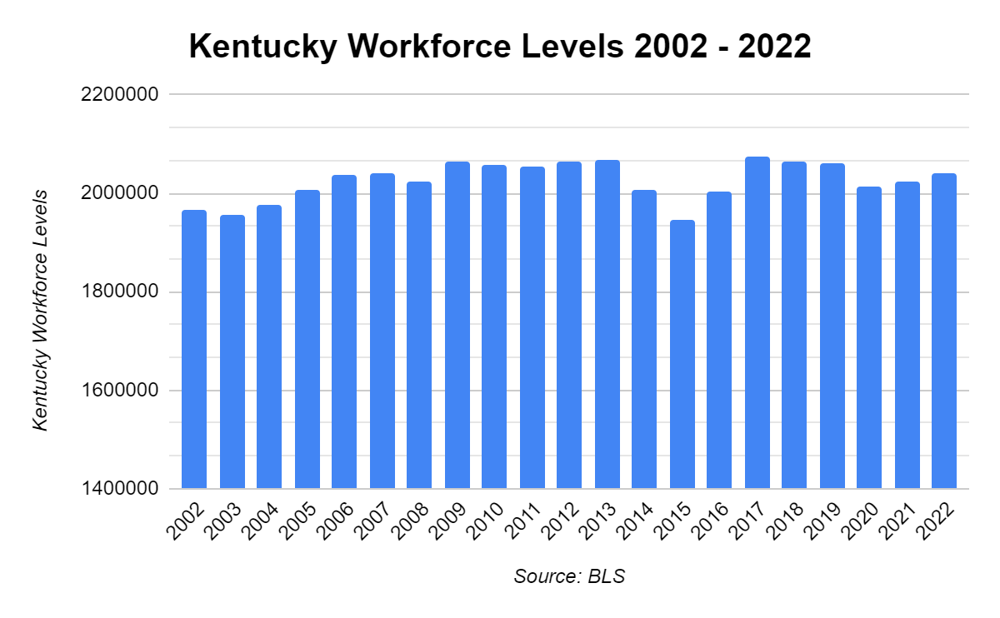 Kentucky Workforce Levels 2002 - 2022
Kentucky Workforce Levels
2200000
2000000
1800000
1600000
1400000
2002 2003 2004 2005 2006 2007 2008 2009 2010 2011 2012 2013 2014 2015 2016 2017 2018 2019 2020 2021 2022
Source: BLS